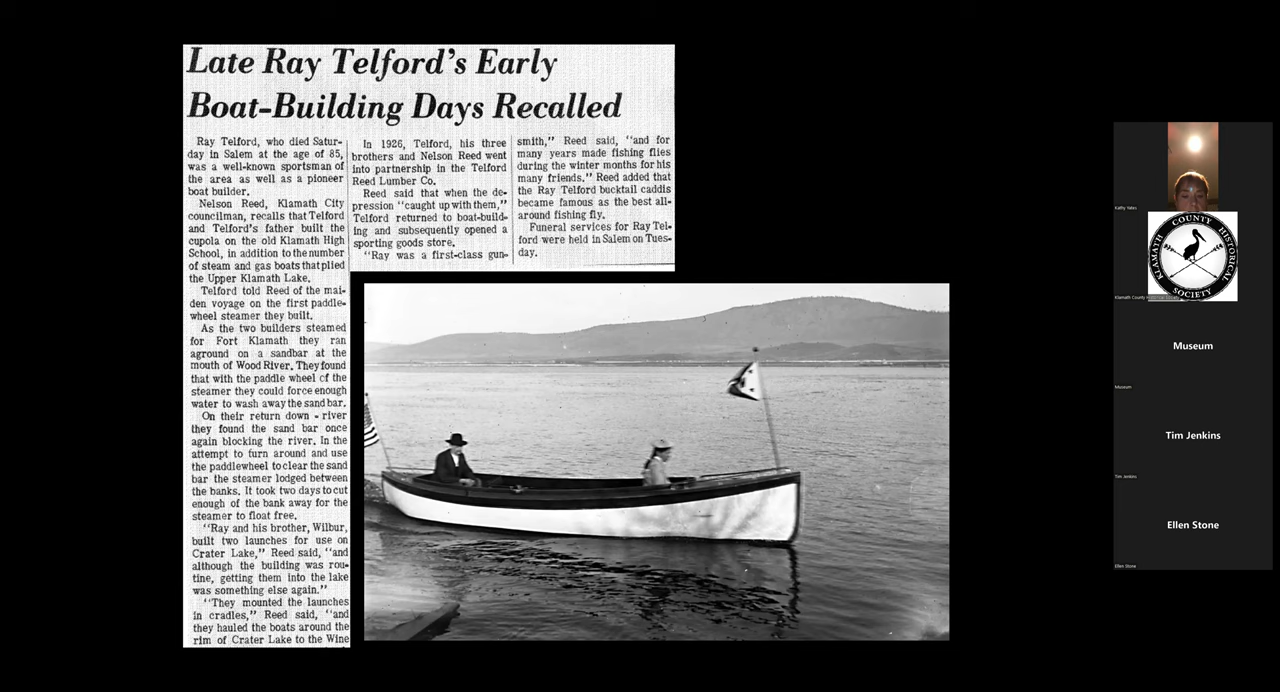 Late Ray Telford's Early
Boat-Building Days Recalled
Ray Telford, who died Satur-
day in Salem at the age of 85,
was a well-known sportsman of
the area as well as a pioneer
boat builder.
Nelson Reed, Klamath City
councilman, recalls that Telford
and Telford's father built the
cupola on the old Klamath High
School, in addition to the number
of steam and gas boats that plied
the Upper Klamath Lake.
Telford told Reed of the mai-
den voyage on the first paddle-
wheel steamer they built.
As the two builders steamed
for Fort Klamath they ran
aground on a sandbar at the
mouth of Wood River. They found
that with the paddle wheel of the
steamer they could force enough
water to wash away the sand bar.
On their return down - river
they found the sand bar once
again blocking the river. In the
attempt to turn around and use
the paddlewheel to clear the sand
bar the steamer lodged between
the banks. It took two days to cut
enough of the bank away for the
steamer to float free.
"Ray and his brother, Wilbur,
built two launches for use on
Crater Lake," Reed said, "and
although the building was rou-
tine, getting them into the lake
was something else again."
"They mounted the launches
in cradles," Reed said, "and
they hauled the boats around the
rim of Crater Lake to the Wine
In 1926, Telford, his three
brothers and Nelson Reed went
into partnership in the Telford
Reed Lumber Co.
Reed said that when the de-
pression "caught up with them,"
Telford returned to boat-build-
ing and subsequently opened a
sporting goods store.
"Ray was a first-class gun-
smith," Reed said, "and for
many years made fishing flies
during the winter months for his
many friends." Reed added that
the Ray Telford bucktail caddis
became famous as the best all-
around fishing fly.
Funeral services for Ray Tel-
ford were held in Salem on Tues-
day.
Kathy Yates
KLAMATH COUNTY HISTORICAL SOCIETY
Klamath County
Museum
Museum
Tim Jenkins
Tim Jenkins
Ellen Stone
Ellen Stone